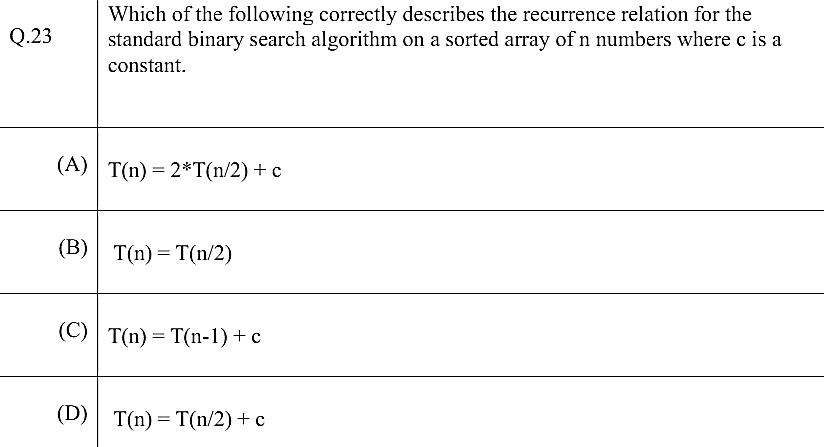 Q.23
Which of the following correctly describes the recurrence relation for the
standard binary search algorithm on a sorted array of n numbers where c is a
constant.
(A) T(n) = 2*T(n/2) + c
(B) T(n) = T(n/2)
(C) T(n) = T(n-1) + c
(D) T(n) = T(n/2) + c